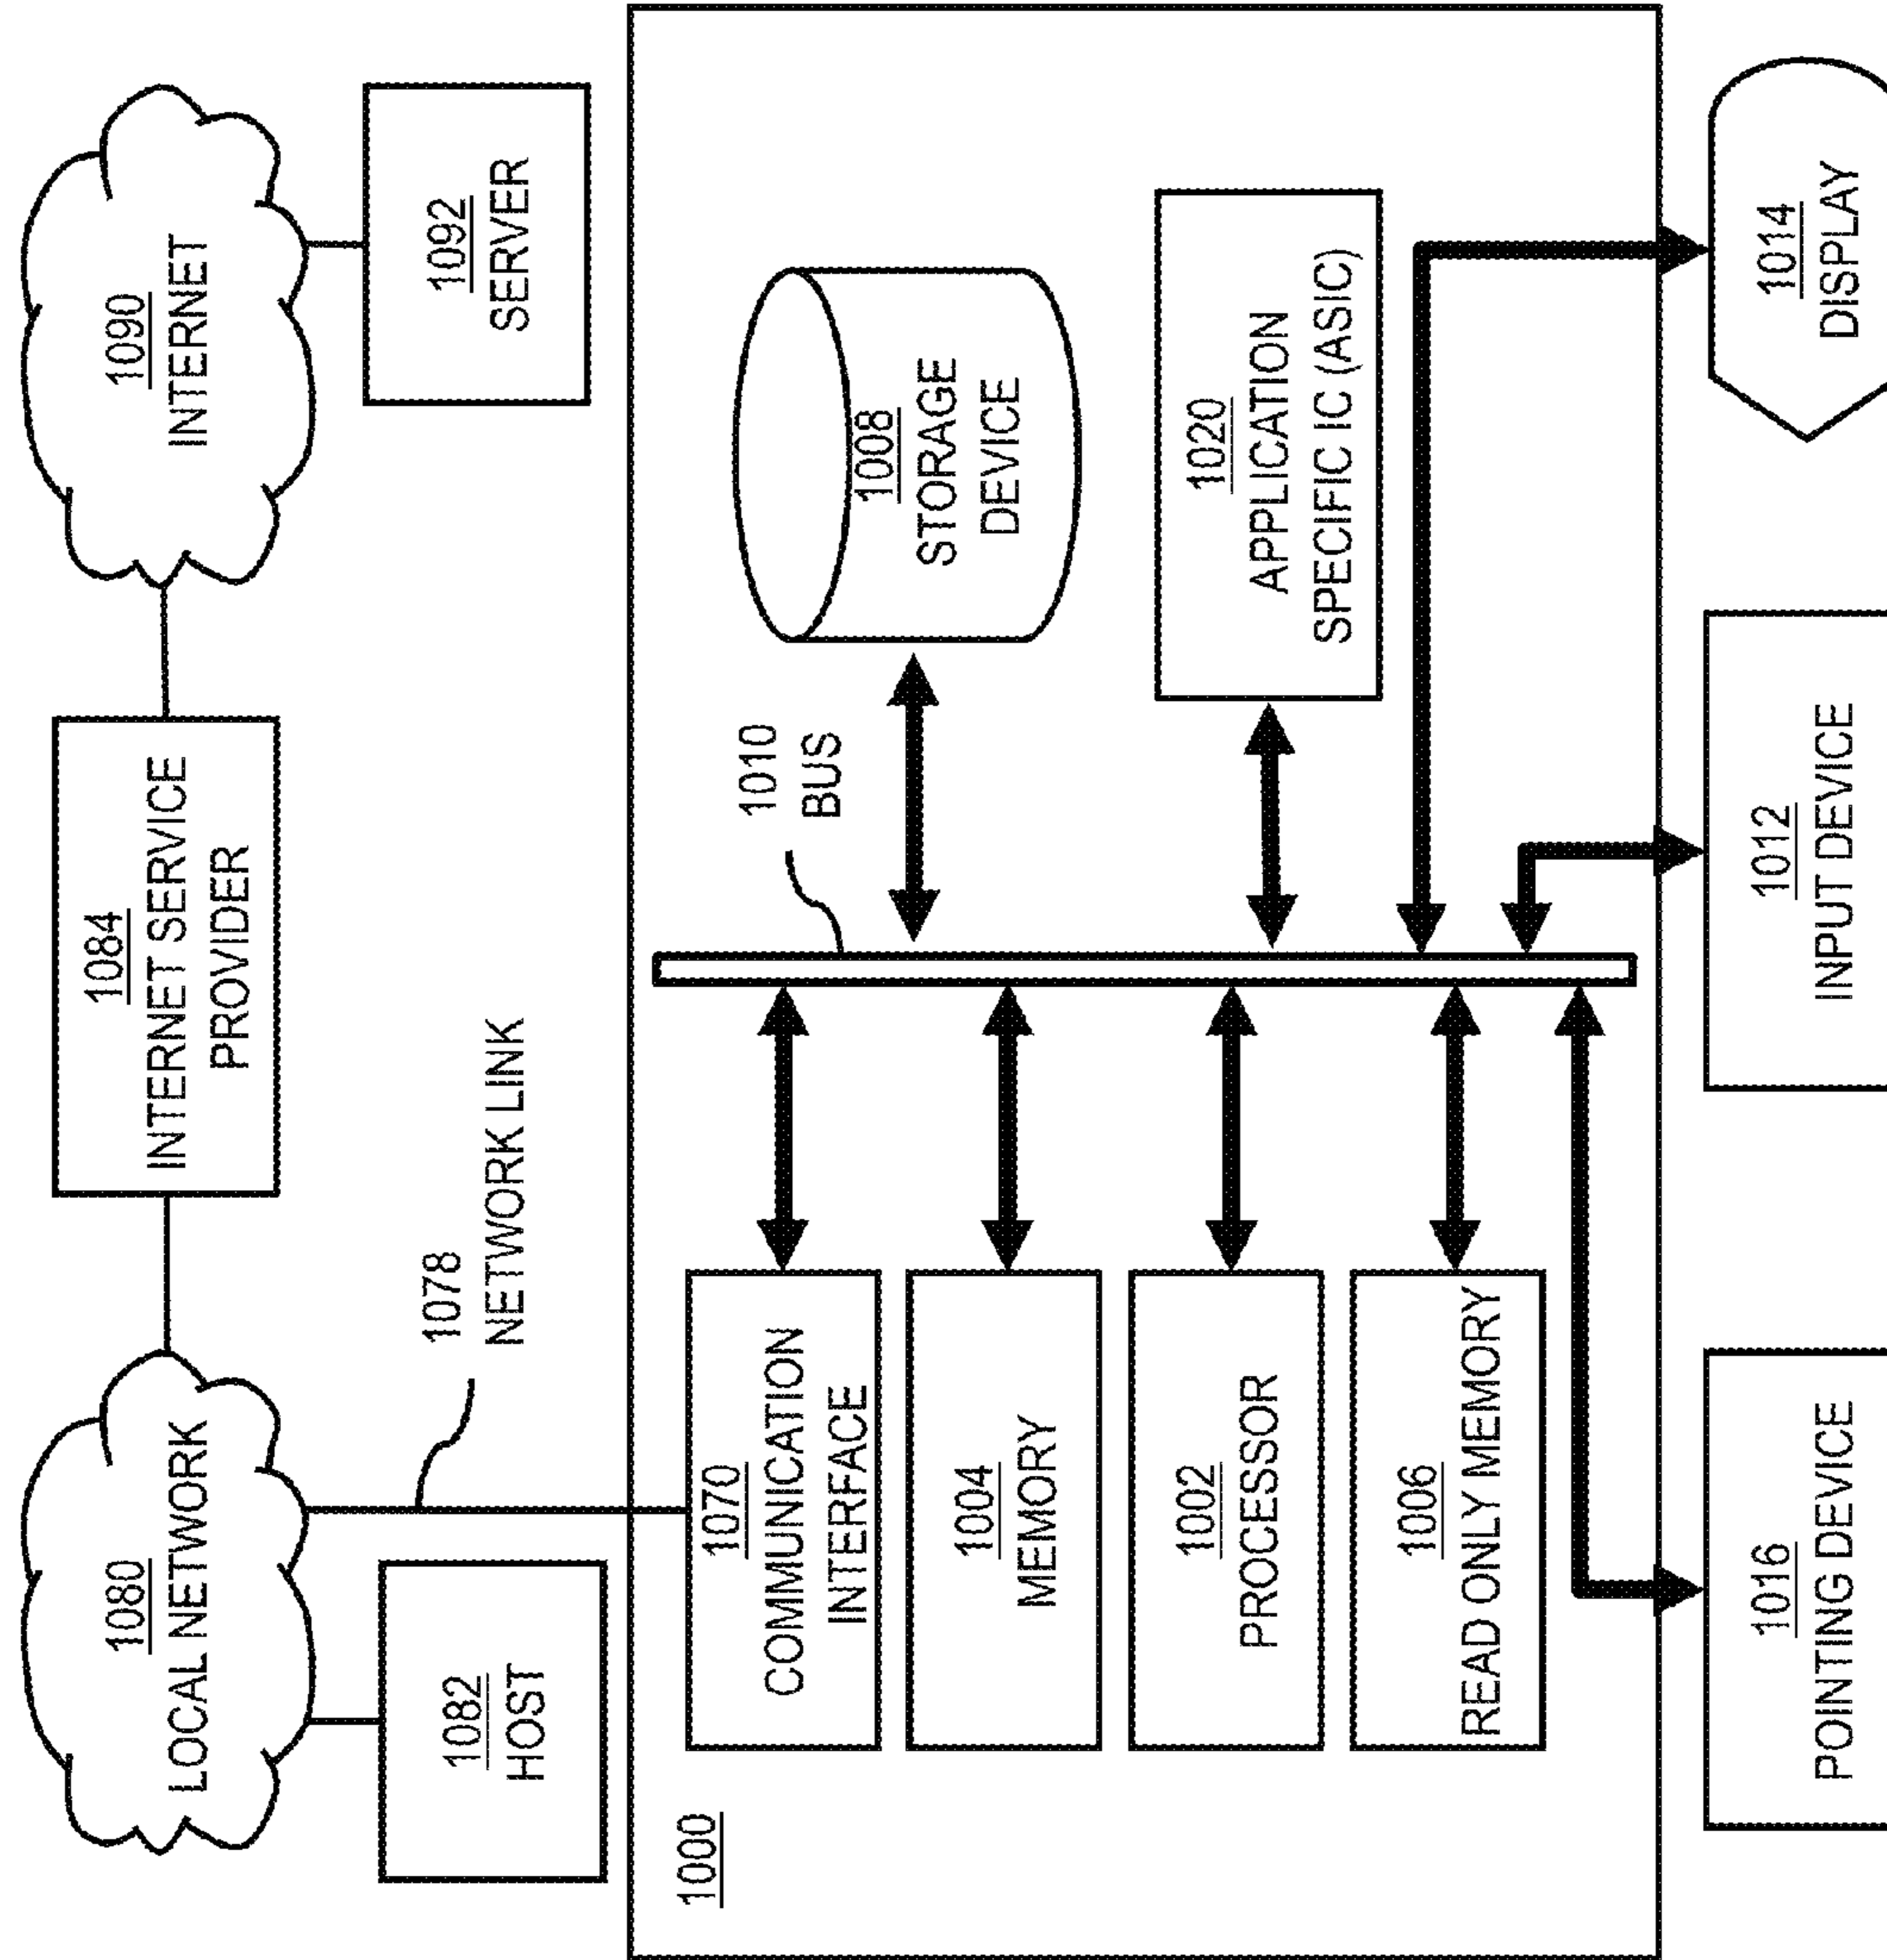 1080
LOCAL NETWORK
1084
INTERNET SERVICE
PROVIDER
1090
INTERNET
1082
HOST
1078
NETWORK LINK
1092
SERVER
1000
1070
COMMUNICATION
INTERFACE
1004
MEMORY
1002
PROCESSOR
1006
READ ONLY MEMORY
1010
BUS
1008
STORAGE
DEVICE
1020
APPLICATION
SPECIFIC IC (ASIC)
1016
POINTING DEVICE
1012
INPUT DEVICE
1014
DISPLAY